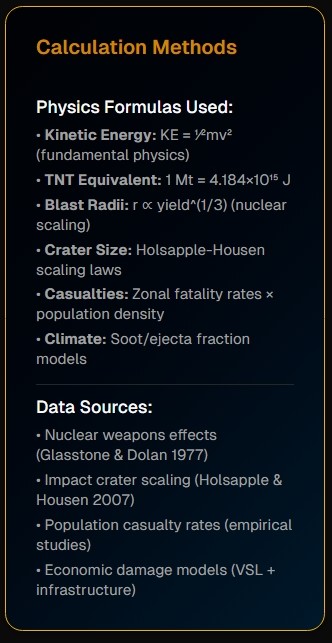 Calculation Methods
Physics Formulas Used:
• Kinetic Energy: KE = ½mv²
(fundamental physics)
• TNT Equivalent: 1 Mt = 4.184×10¹⁵ J
• Blast Radii: r ∝ yield^(1/3) (nuclear
scaling)
• Crater Size: Holsapple-Housen
scaling laws
• Casualties: Zonal fatality rates ×
population density
• Climate: Soot/ejecta fraction
models
Data Sources:
• Nuclear weapons effects
(Glasstone & Dolan 1977)
• Impact crater scaling (Holsapple &
Housen 2007)
• Population casualty rates (empirical
studies)
• Economic damage models (VSL +
infrastructure)